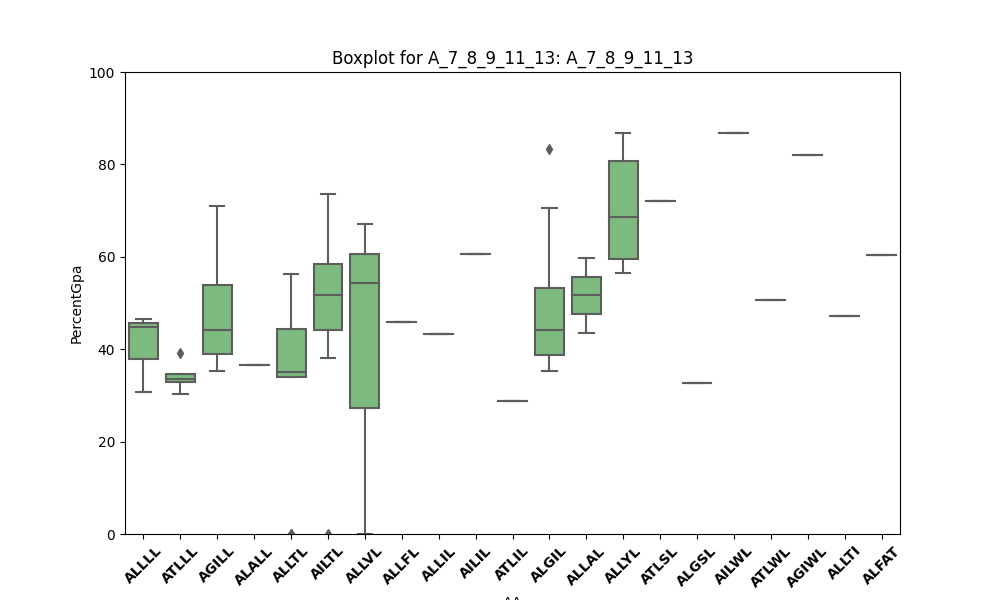 Boxplot for A_7_8_9_11_13: A_7_8_9_11_13
100
80
60
40
20
0
PercentGpa
ALLLL
ATLLL
AGILL
ALALL
ALLTL
AILTL
ALLVL
ALLFL
ALLIL
AILIL
ATLIL
ALGIL
ALLAL
ALLYL
ATLSL
ALGSL
AILWL
ATLWL
AGIWL
ALLTI
ALFAT